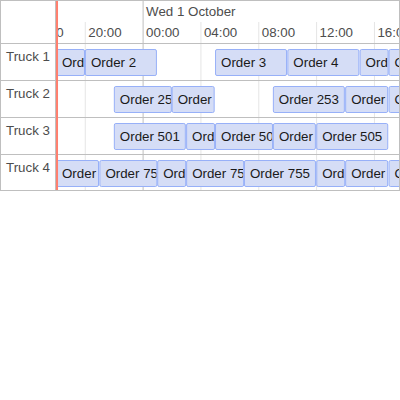 Wed 1 October
0 20:00 00:00 04:00 08:00 12:00 16:0
Truck 1 Ord Order 2 Order 3 Order 4 Ord
Truck 2 Order 25 Order Order 253 Order
Truck 3 Order 501 Ord Order 50 Order Order 505
Truck 4 Order Order 75 Ord Order 75 Order 755 Ord Order